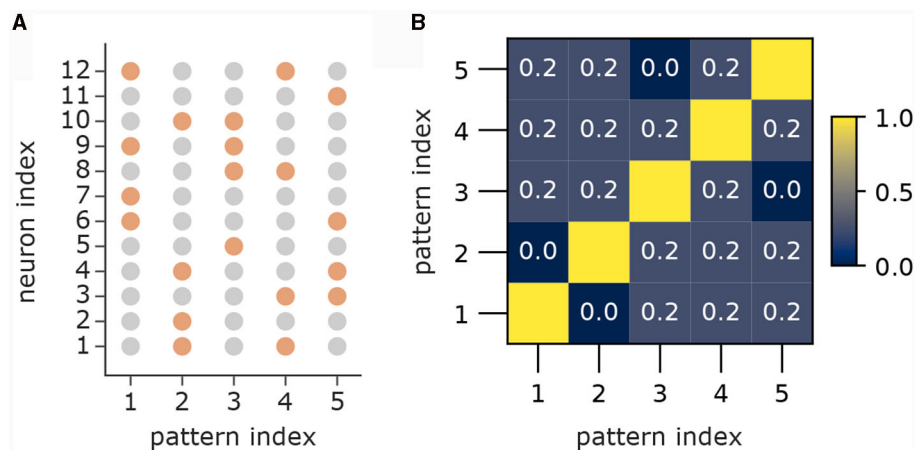 A
neuron index
12
11
10
9
8
7
6
5
4
3
2
1
1 2 3 4 5
pattern index
B
pattern index
5 0.2 0.2 0.0 0.2
4 0.2 0.2 0.2 0.2
3 0.2 0.2 0.2 0.0
2 0.0 0.2 0.2 0.2
1 0.0 0.2 0.2 0.2
1 2 3 4 5
pattern index
1.0
0.5
0.0